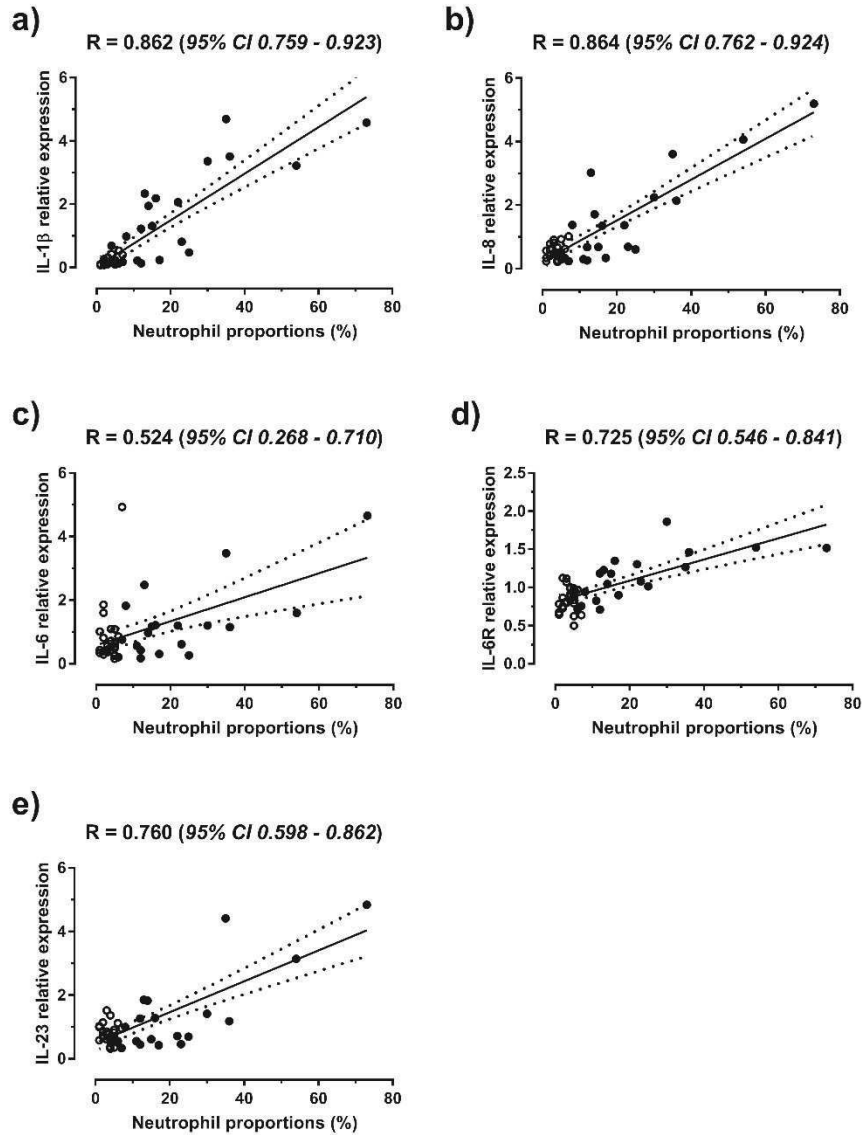 a)
R = 0.862 (95% CI 0.759 - 0.923)
IL-1β relative expression
6
4
2
0
0 20 40 60 80
Neutrophil proportions (%)
b)
R = 0.864 (95% CI 0.762 - 0.924)
IL-8 relative expression
6
4
2
0
0 20 40 60 80
Neutrophil proportions (%)
c)
R = 0.524 (95% CI 0.268 - 0.710)
IL-6 relative expression
6
4
2
0
0 20 40 60 80
Neutrophil proportions (%)
d)
R = 0.725 (95% CI 0.546 - 0.841)
IL-6R relative expression
2.5
2.0
1.5
1.0
0.5
0.0
0 20 40 60 80
Neutrophil proportions (%)
e)
R = 0.760 (95% CI 0.598 - 0.862)
IL-23 relative expression
6
4
2
0
0 20 40 60 80
Neutrophil proportions (%)